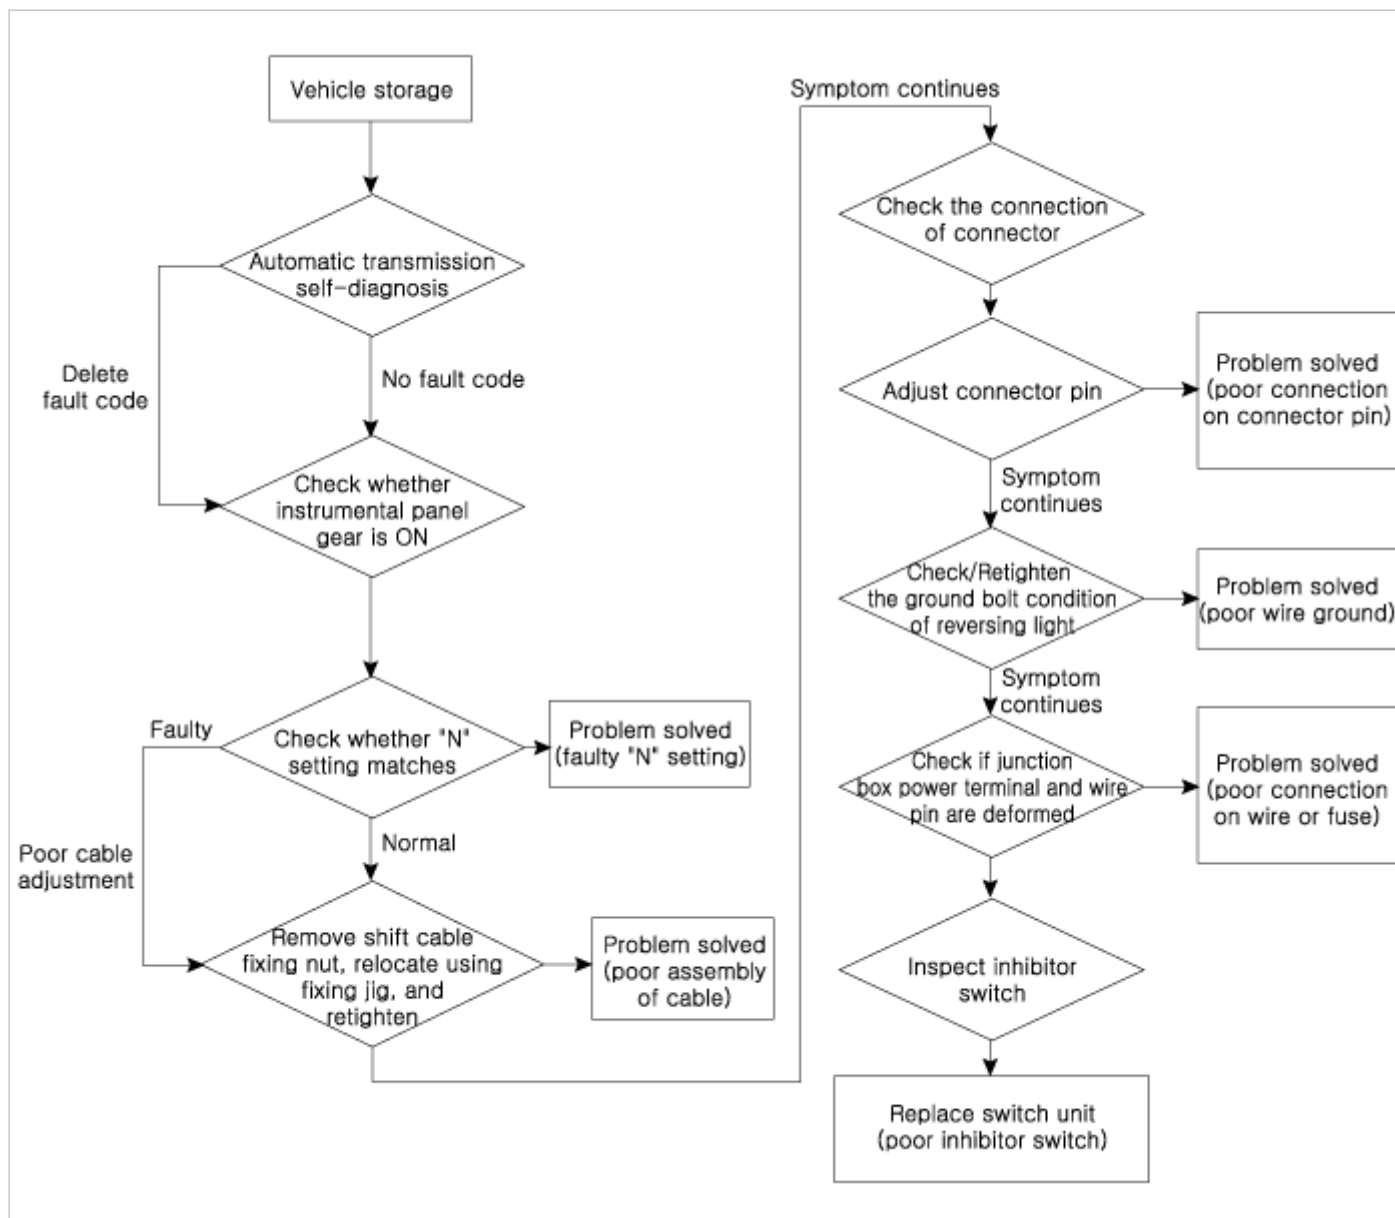 Vehicle storage
Automatic transmission
self-diagnosis
Delete
fault code
No fault code
Check whether
instrumental panel
gear is ON
Faulty
Check whether "N"
setting matches
Problem solved
(faulty "N" setting)
Poor cable
adjustment
Normal
Remove shift cable
fixing nut, relocate using
fixing jig, and
retighten
Problem solved
(poor assembly
of cable)
Symptom continues
Check the connection
of connector
Adjust connector pin
Problem solved
(poor connection
on connector pin)
Symptom
continues
Check/Retighten
the ground bolt condition
of reversing light
Problem solved
(poor wire ground)
Symptom
continues
Check if junction
box power terminal and wire
pin are deformed
Problem solved
(poor connection
on wire or fuse)
Inspect inhibitor
switch
Replace switch unit
(poor inhibitor switch)